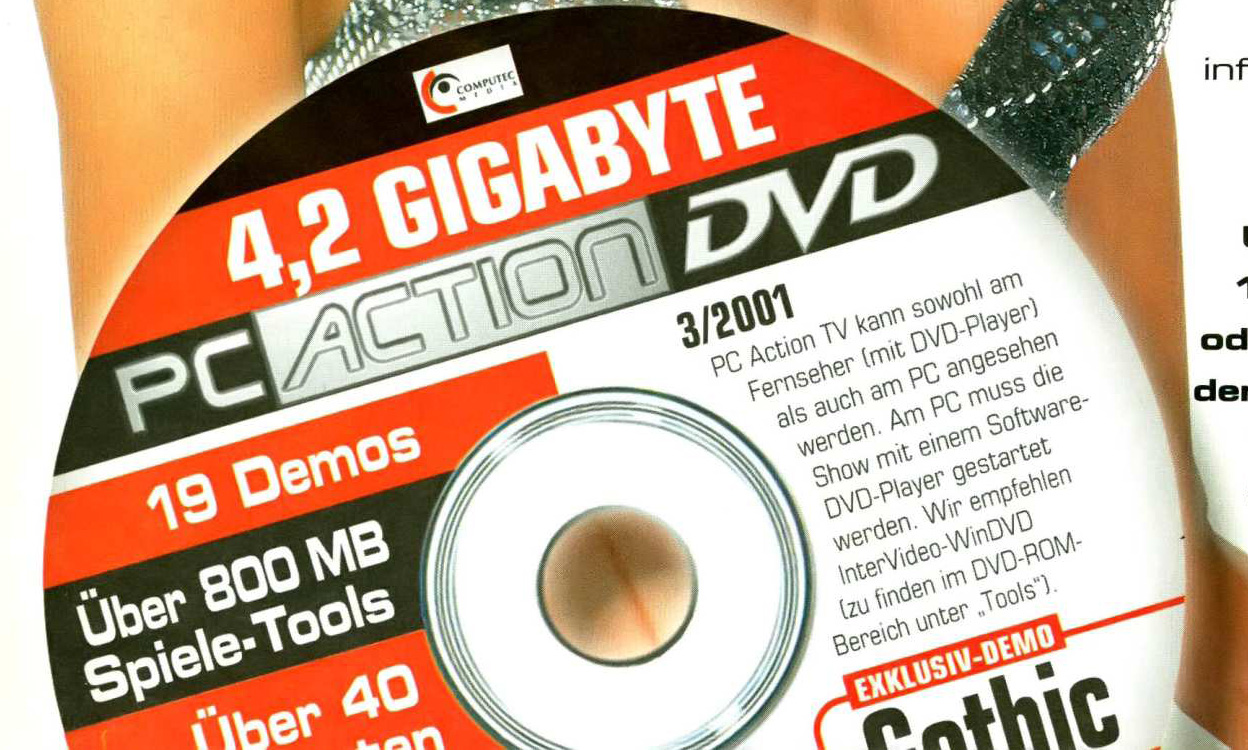 COMPUTEC
MEDIA
4,2 GIGABYTE
PC ACTION DVD
3/2001
PC Action TV kann sowohl am
Fernseher (mit DVD-Player)
als auch am PC angesehen
werden. Am PC muss die
Show mit einem Software-
DVD-Player gestartet
werden. Wir empfehlen
InterVideo-WinDVD
(zu finden im DVD-ROM-
Bereich unter „Tools“).
19 Demos
Über 800 MB
Spiele-Tools
Über 40
EXKLUSIV-DEMO
Gothic